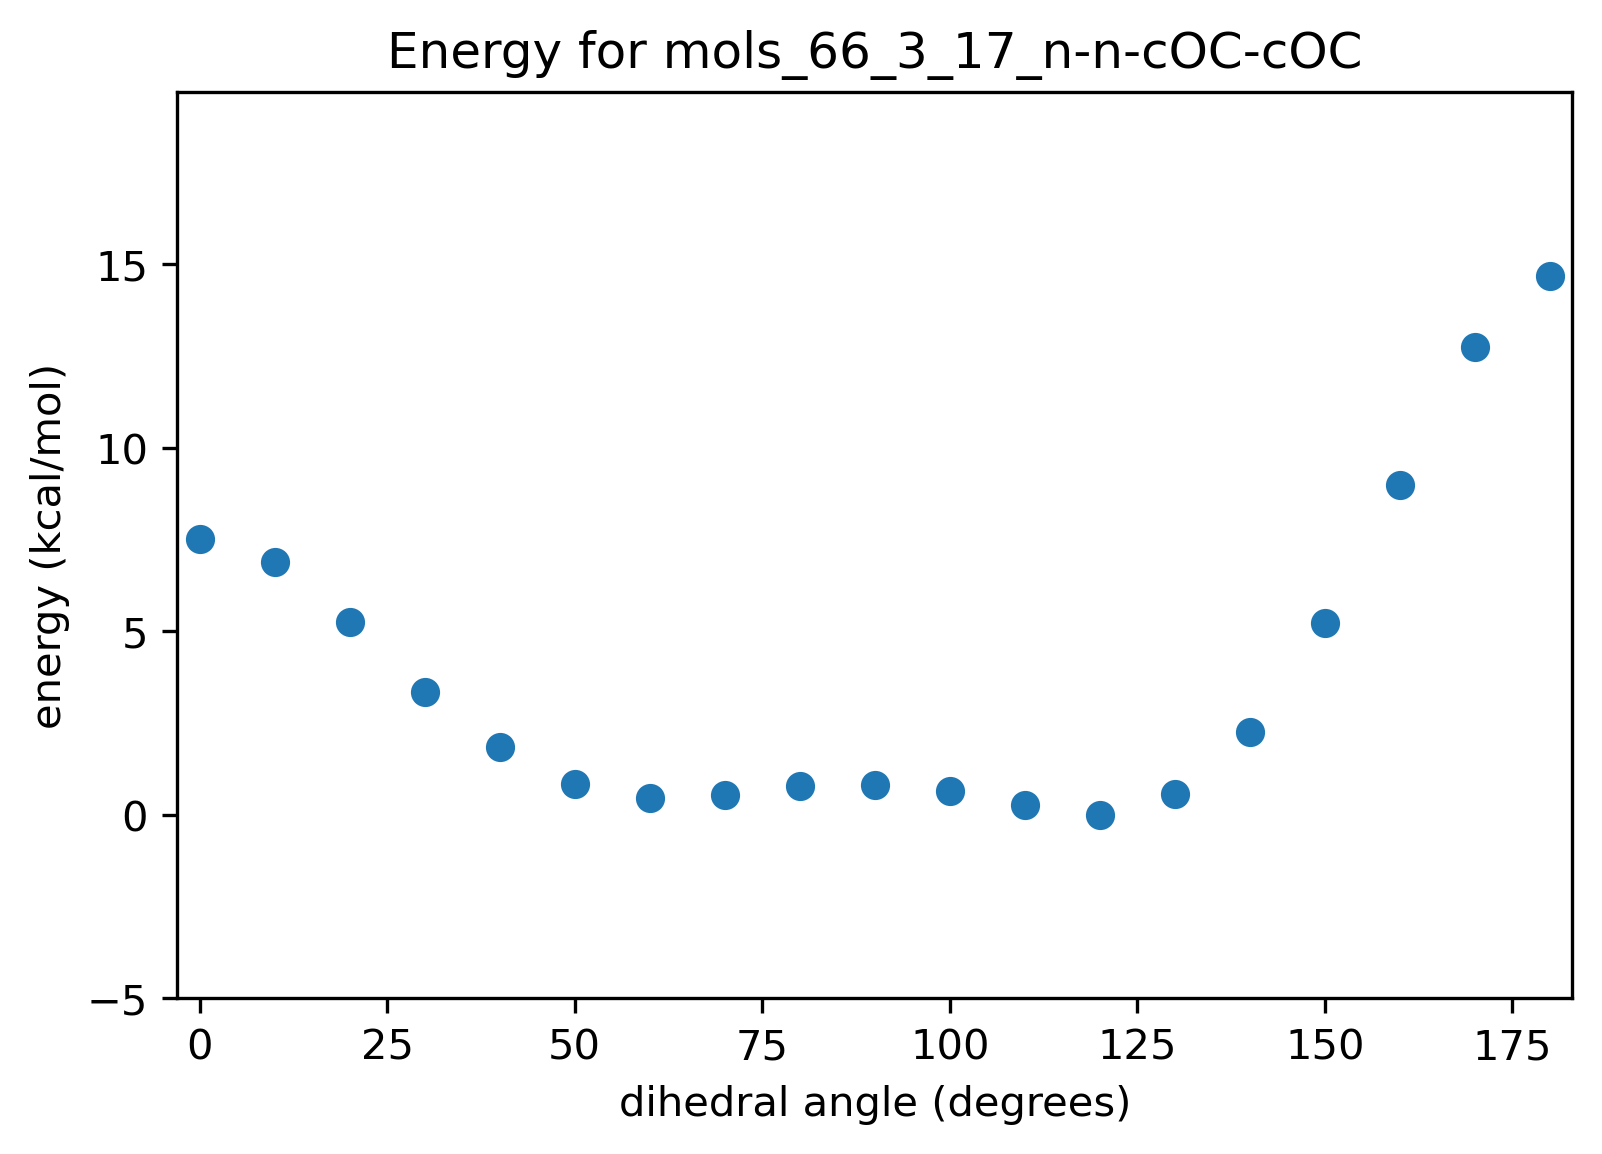 Energy for mols_66_3_17_n-n-cOC-cOC
energy (kcal/mol)
15
10
5
0
−5
0 25 50 75 100 125 150 175
dihedral angle (degrees)